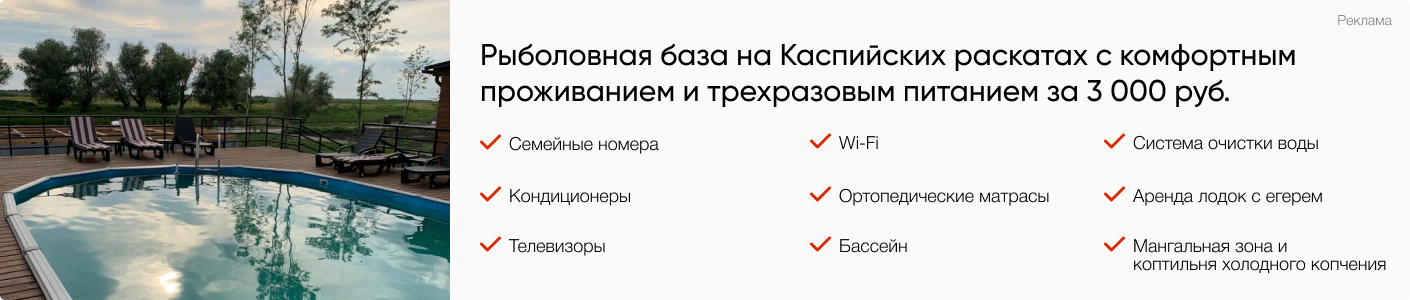 Реклама
Рыболовная база на Каспийских раскатах с комфортным
проживанием и трехразовым питанием за 3 000 руб.
Семейные номера
Wi-Fi
Система очистки воды
Кондиционеры
Ортопедические матрасы
Аренда лодок с егерем
Телевизоры
Бассейн
Мангальная зона и
коптильня холодного копчения